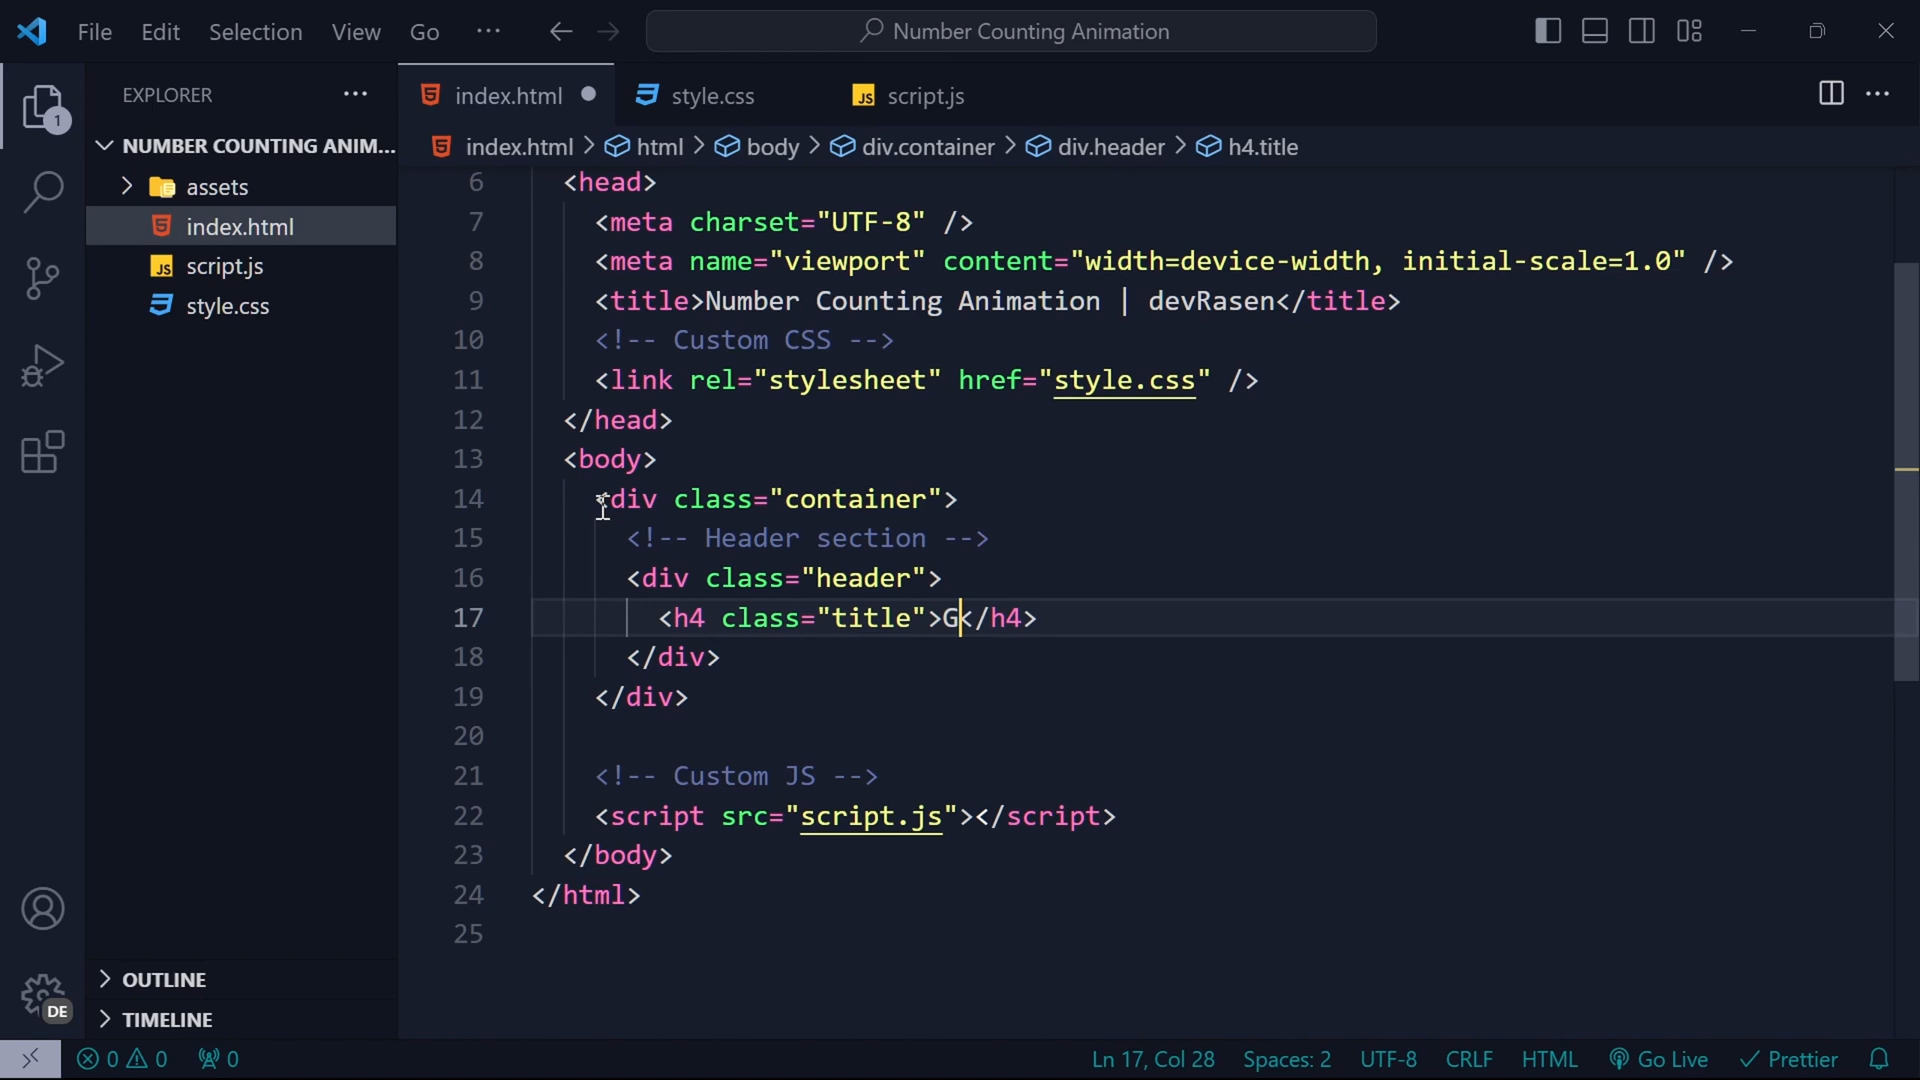 File Edit Selection View Go ··· Number Counting Animation
EXPLORER ···
1
NUMBER COUNTING ANIM...
assets
index.html
script.js
style.css
OUTLINE
TIMELINE
DE
index.html style.css script.js ···
index.html > html > body > div.container > div.header > h4.title
6 <head>
7 <meta charset="UTF-8" />
8 <meta name="viewport" content="width=device-width, initial-scale=1.0" />
9 <title>Number Counting Animation | devRasen</title>
10 <!-- Custom CSS -->
11 <link rel="stylesheet" href="style.css" />
12 </head>
13 <body>
14 <div class="container">
15 <!-- Header section -->
16 <div class="header">
17 <h4 class="title">G</h4>
18 </div>
19 </div>
20
21 <!-- Custom JS -->
22 <script src="script.js"></script>
23 </body>
24 </html>
25
0 0 0 Ln 17, Col 28 Spaces: 2 UTF-8 CRLF HTML Go Live Prettier